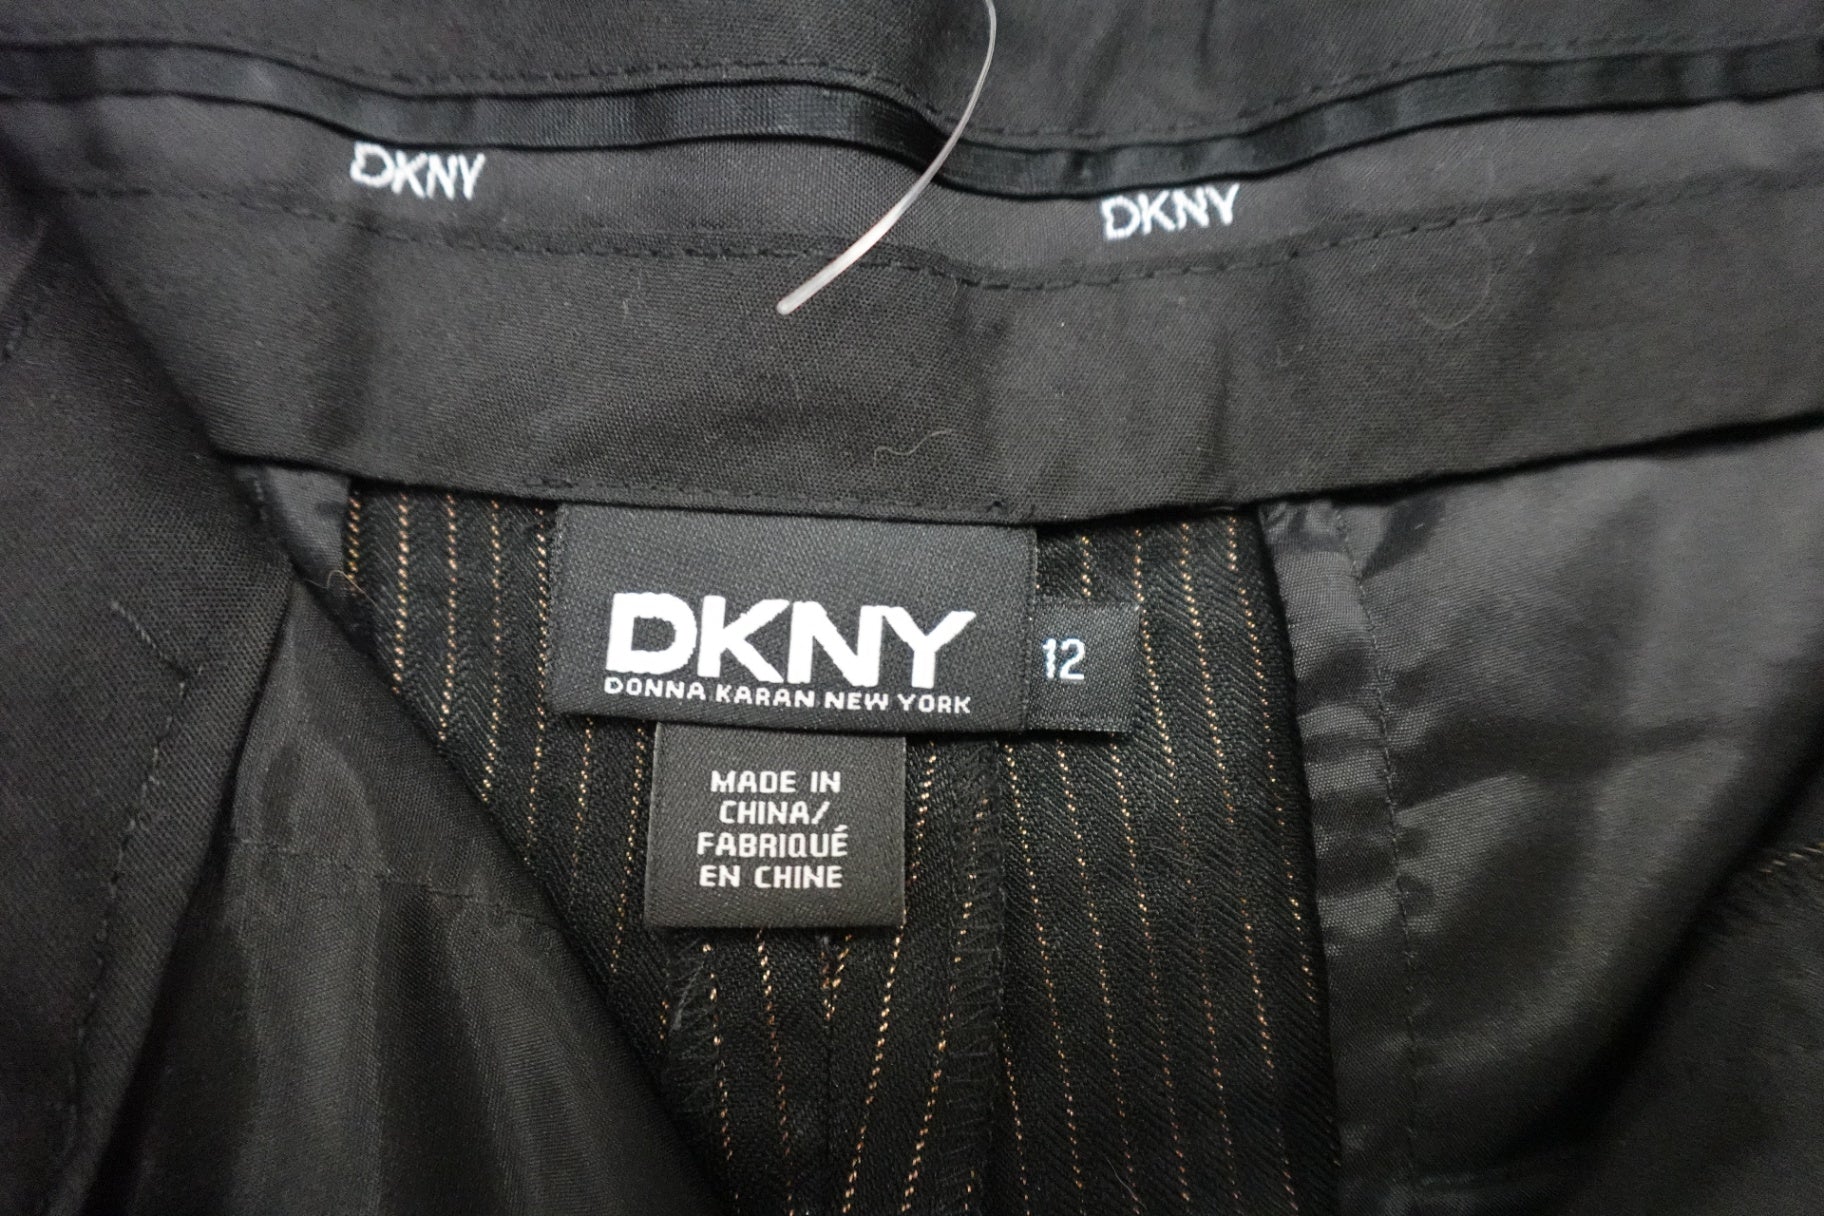 DKNY
DKNY
DKNY
DONNA KARAN NEW YORK
12
MADE IN
CHINA/
FABRIQUÉ
EN CHINE